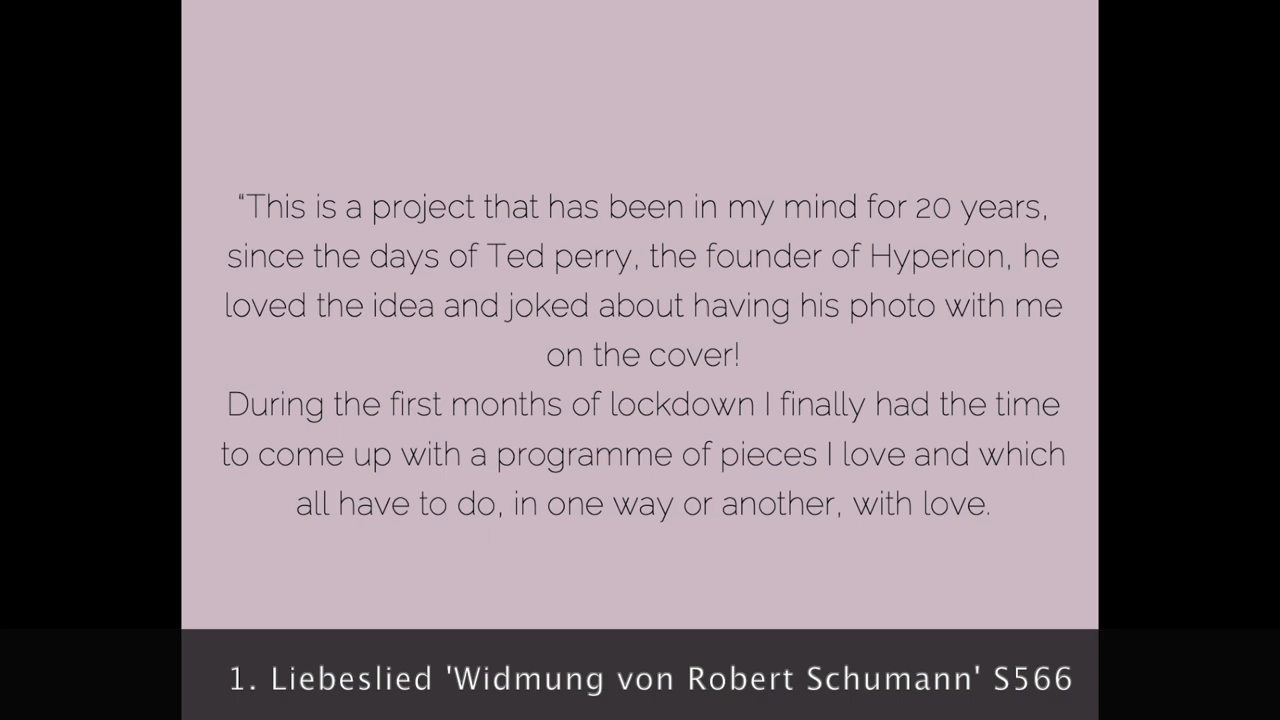 “This is a project that has been in my mind for 20 years,
since the days of Ted perry, the founder of Hyperion, he
loved the idea and joked about having his photo with me
on the cover!
During the first months of lockdown I finally had the time
to come up with a programme of pieces I love and which
all have to do, in one way or another, with love.
1. Liebeslied 'Widmung von Robert Schumann' S566